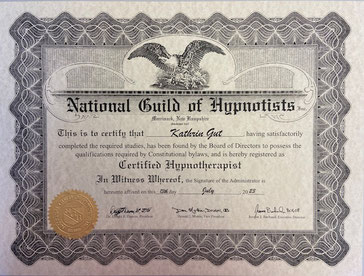 National Guild of Hypnotists
Merrimack, New Hampshire
This is to certify that Kathrin Gut having satisfactorily
completed the required studies, has been found by the Board of Directors to possess the
qualifications required by Constitutional bylaws, and is hereby registered as
Certified Hypnotherapist
In Witness Whereof, the Signature of the Administrators is
hereunto affixed on this day July